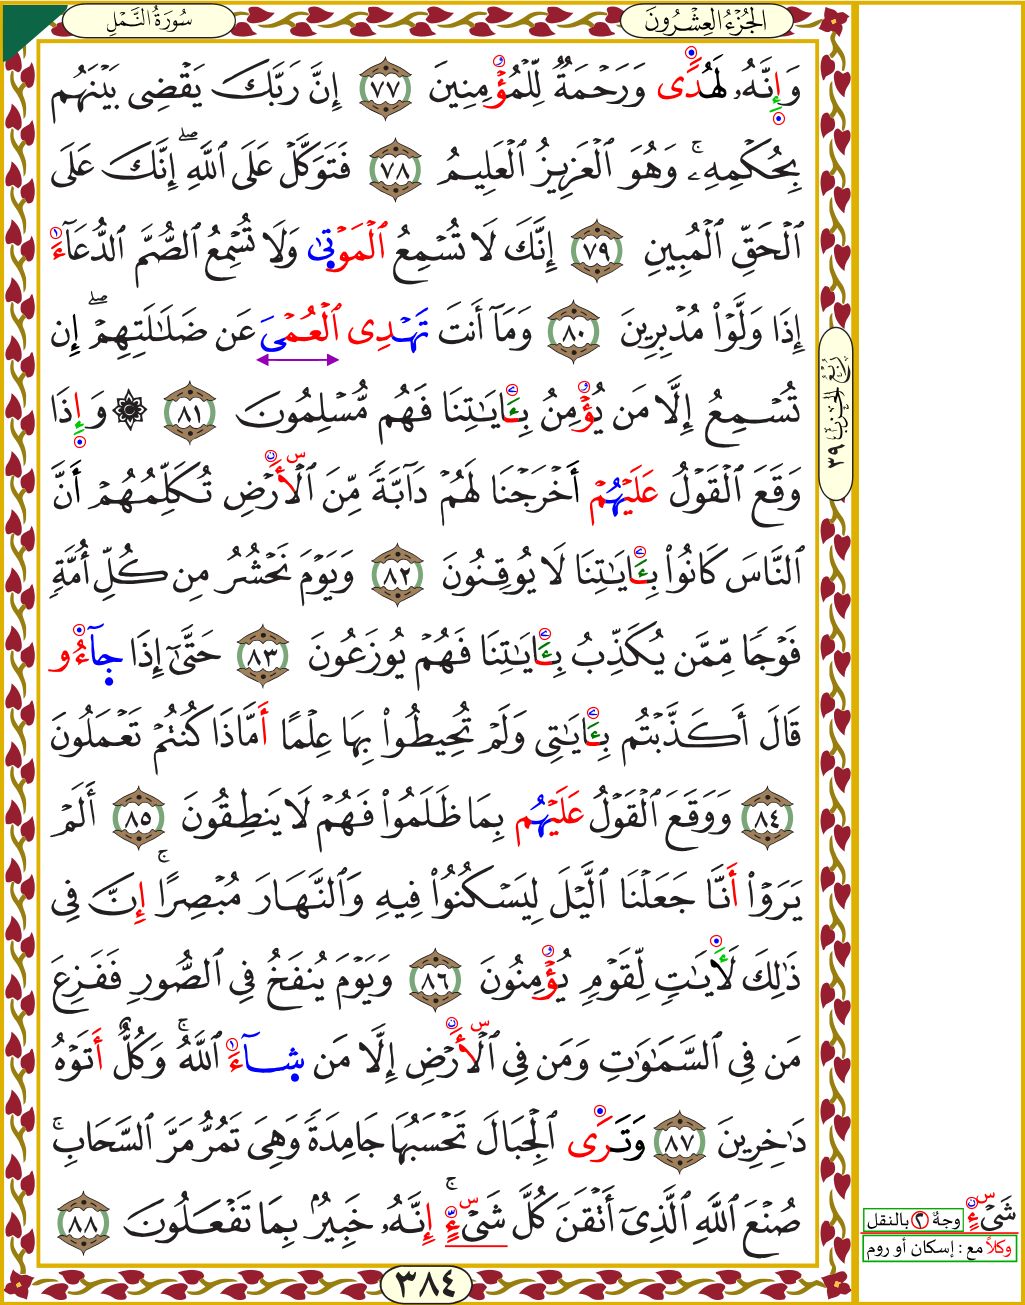 الجُزْءُ العِشْرُونَ
سُورَةُ النَّمْلِ
وَإِنَّهُۥ لَهُدًى وَرَحْمَةٌ لِّلْمُؤْمِنِينَ ٧٧ إِنَّ رَبَّكَ يَقْضِى بَيْنَهُم
بِحُكْمِهِۦۚ وَهُوَ ٱلْعَزِيزُ ٱلْعَلِيمُ ٧٨ فَتَوَكَّلْ عَلَى ٱللَّهِۖ إِنَّكَ عَلَى
ٱلْحَقِّ ٱلْمُبِينِ ٧٩ إِنَّكَ لَا تُسْمِعُ ٱلْمَوْتَىٰ وَلَا تُسْمِعُ ٱلصُّمَّ ٱلدُّعَآءَ
إِذَا وَلَّوْا۟ مُدْبِرِينَ ٨٠ وَمَآ أَنتَ تَهْدِى ٱلْعُمْىَ عَن ضَلَـٰلَتِهِمْۖ إِن
تُسْمِعُ إِلَّا مَن يُؤْمِنُ بِـَٔايَـٰتِنَا فَهُم مُّسْلِمُونَ ٨١ ۞ وَإِذَا
وَقَعَ ٱلْقَوْلُ عَلَيْهُمْ أَخْرَجْنَا لَهُمْ دَآبَّةً مِّنَ ٱلْأَرْضِ تُكَلِّمُهُمْ أَنَّ
ٱلنَّاسَ كَانُوا۟ بِـَٔايَـٰتِنَا لَا يُوقِنُونَ ٨٢ وَيَوْمَ نَحْشُرُ مِن كُلِّ أُمَّةٍ
فَوْجًا مِّمَّن يُكَذِّبُ بِـَٔايَـٰتِنَا فَهُمْ يُوزَعُونَ ٨٣ حَتَّىٰٓ إِذَا جَآءُو
قَالَ أَكَذَّبْتُم بِـَٔايَـٰتِى وَلَمْ تُحِيطُوا۟ بِهَا عِلْمًا أَمَّاذَا كُنتُمْ تَعْمَلُونَ
٨٤ وَوَقَعَ ٱلْقَوْلُ عَلَيْهُم بِمَا ظَلَمُوا۟ فَهُمْ لَا يَنطِقُونَ ٨٥ أَلَمْ
يَرَوْا۟ أَنَّا جَعَلْنَا ٱلَّيْلَ لِيَسْكُنُوا۟ فِيهِ وَٱلنَّهَارَ مُبْصِرًاۚ إِنَّ فِى
ذَٰلِكَ لَـَٔايَـٰتٍ لِّقَوْمٍ يُؤْمِنُونَ ٨٦ وَيَوْمَ يُنفَخُ فِى ٱلصُّورِ فَفَزِعَ
مَن فِى ٱلسَّمَـٰوَٰتِ وَمَن فِى ٱلْأَرْضِ إِلَّا مَن شَآءَ ٱللَّهُۚ وَكُلٌّ أَتَوْهُ
دَٰخِرِينَ ٨٧ وَتَرَى ٱلْجِبَالَ تَحْسَبُهَا جَامِدَةً وَهِىَ تَمُرُّ مَرَّ ٱلسَّحَابِۚ
صُنْعَ ٱللَّهِ ٱلَّذِىٓ أَتْقَنَ كُلَّ شَىْءٍۚ إِنَّهُۥ خَبِيرٌۢ بِمَا تَفْعَلُونَ ٨٨
رُبْعُ الحِزْبِ ٣٩
شَىْءٍ وجهٌ ٢ بالنقل
وكلاً مع : إسكان أو روم
٣٨٤